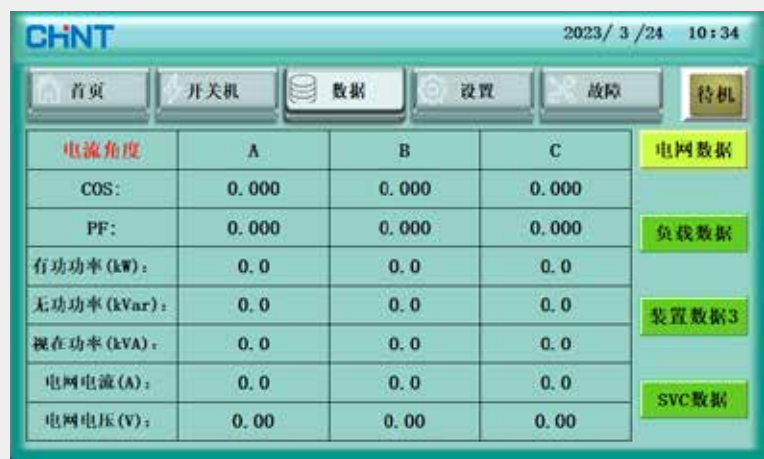 CHiNT 2023/ 3 /24 10:34
首页 开关机 数据 设置 故障 待机
电流角度 A B C 电网数据
COS: 0.000 0.000 0.000
PF: 0.000 0.000 0.000 负载数据
有功功率(kW): 0.0 0.0 0.0
无功功率(kVar): 0.0 0.0 0.0 装置数据3
视在功率(kVA): 0.0 0.0 0.0
电网电流(A): 0.0 0.0 0.0 SVC数据
电网电压(V): 0.00 0.00 0.00